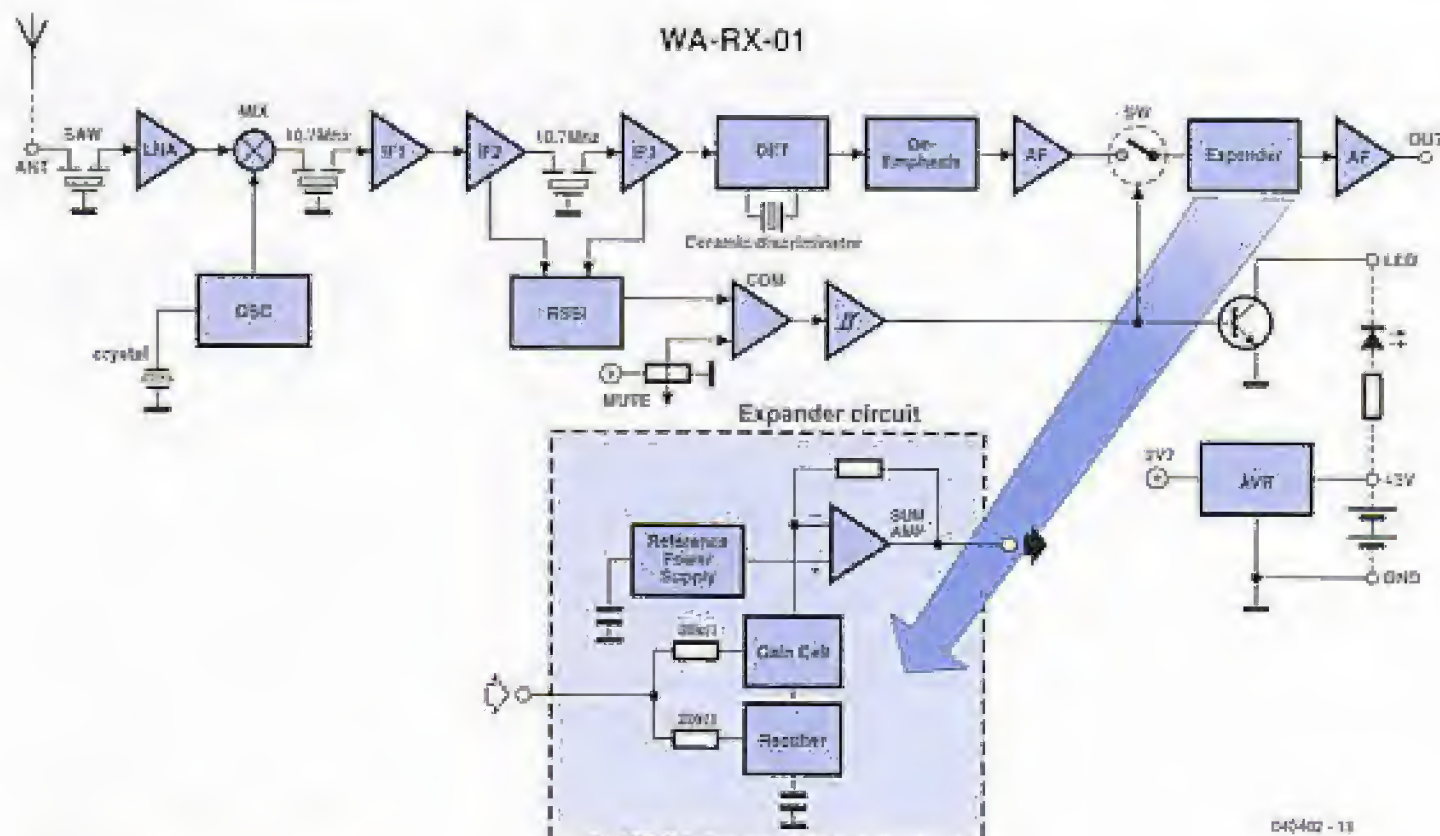 WA-RX-01
MIX
SAW
10.7MHz
10.7MHz
SW
ANT
LNA
IF1
IF2
IF3
DET
De-
Emphasis
AF
Expander
AF
OUT
Ceramic discriminator
OSC
RSSI
COM
LED
crystal
MUTE
Expander circuit
AVR
+3V
GND
Reference
Power
Supply
SUM
AMP
Gain Cell
20kΩ